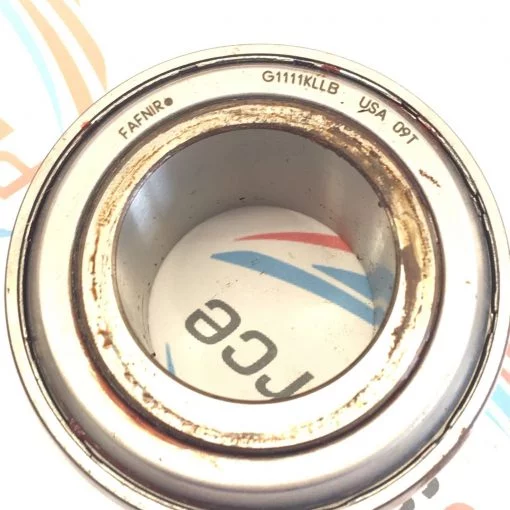 FAFNIR
G1111KLLB USA 09T
rce